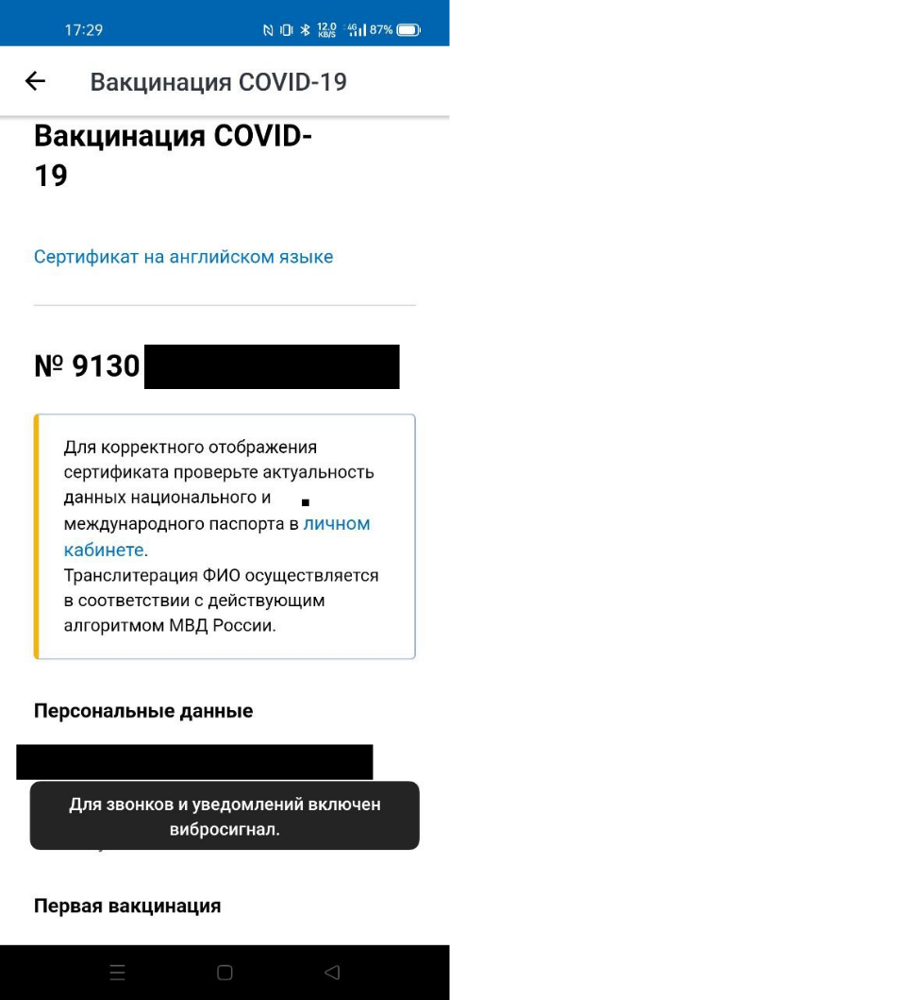 17:29 12.0 KB/S 4G 87%
Вакцинация COVID-19
Вакцинация COVID-
19
Сертификат на английском языке
№ 9130
Для корректного отображения
сертификата проверьте актуальность
данных национального и
международного паспорта в личном
кабинете.
Транслитерация ФИО осуществляется
в соответствии с действующим
алгоритмом МВД России.
Персональные данные
Для звонков и уведомлений включен
вибросигнал.
Первая вакцинация